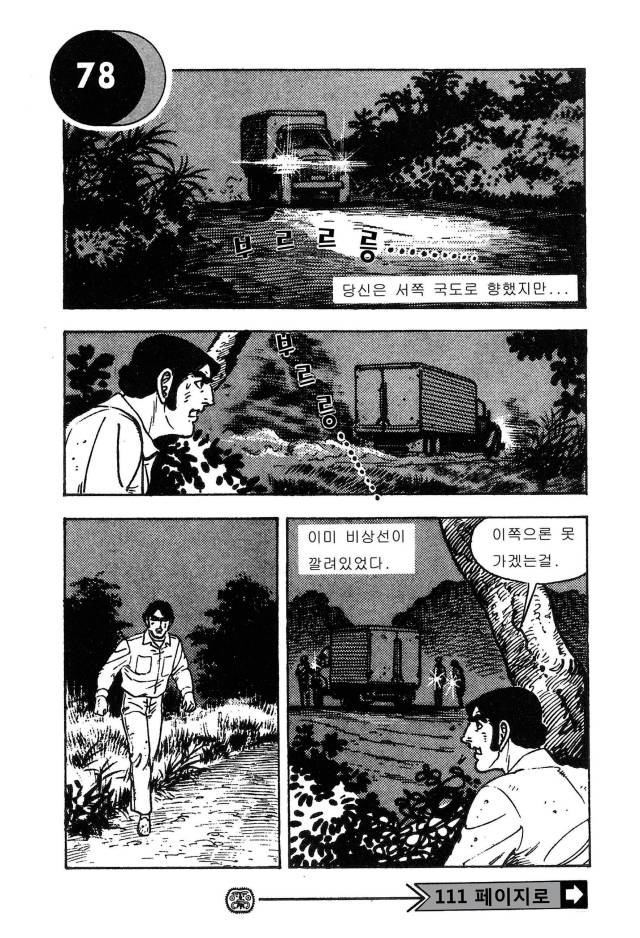 78
부르르릉
당신은 서쪽 국도로 향했지만...
부르릉
이미 비상선이
깔려있었다.
이쪽으론 못
가겠는걸.
111 페이지로